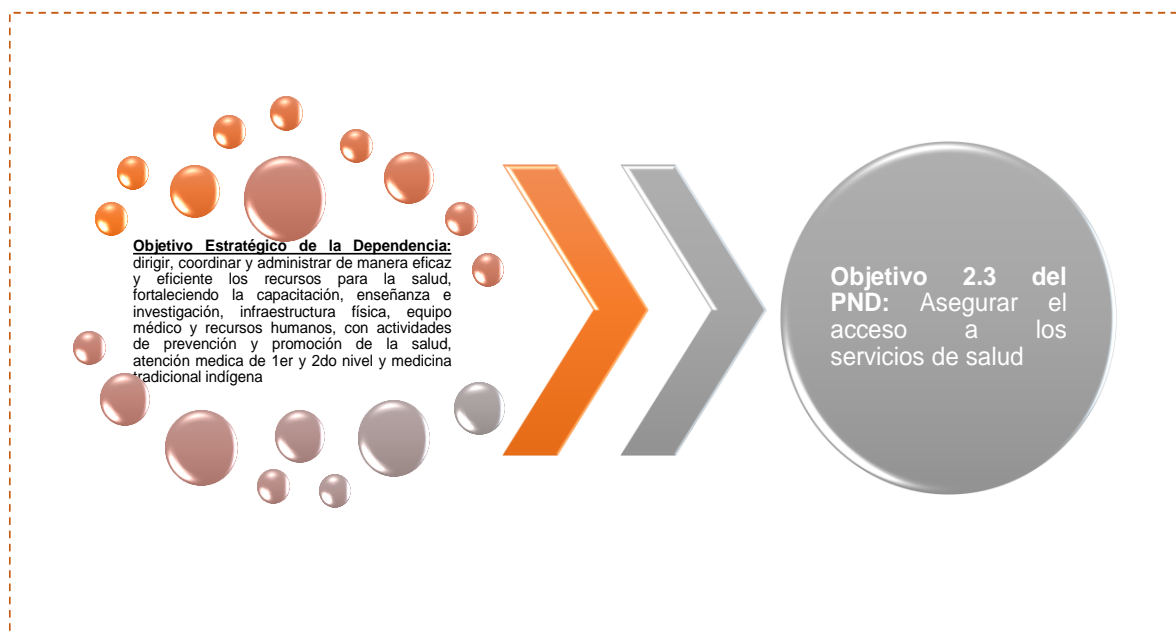 Objetivo Estratégico de la Dependencia:
dirigir, coordinar y administrar de manera eficaz
y eficiente los recursos para la salud,
fortaleciendo la capacitación, enseñanza e
investigación, infraestructura física, equipo
médico y recursos humanos, con actividades
de prevención y promoción de la salud,
atención medica de 1er y 2do nivel y medicina
tradicional indígena
Objetivo 2.3 del
PND: Asegurar el
acceso a los
servicios de salud